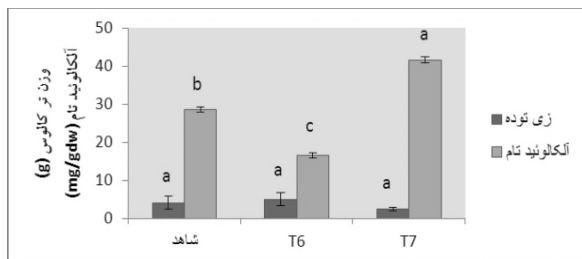 وزن تر کالوس (g)
آلکالوئید تام (mg/gdw)
50
40
30
20
10
0
a
b
a
c
a
a
شاهد
T6
T7
زی توده
آلکالوئید تام